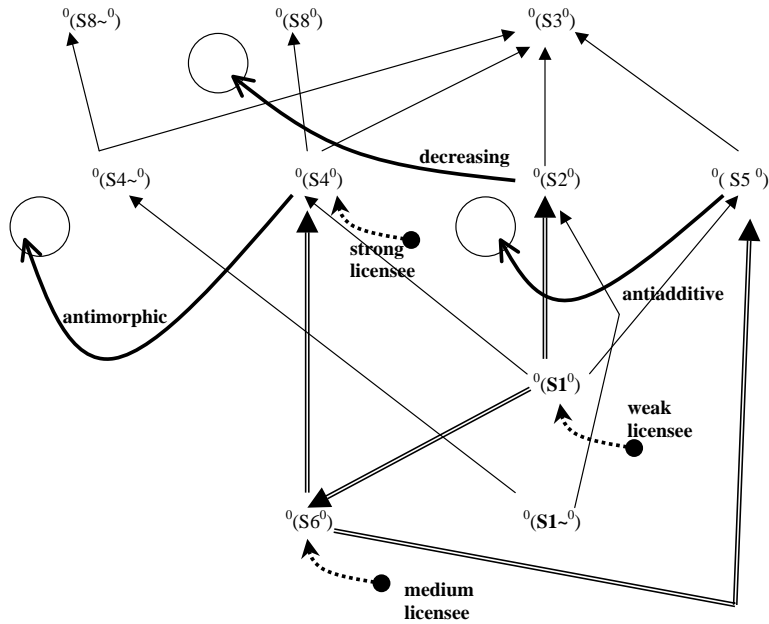 ⁰(S8~⁰) ⁰(S8⁰) ⁰(S3⁰)
decreasing
⁰(S4~⁰) ⁰(S4⁰) ⁰(S2⁰) ⁰( S5 ⁰)
strong
licensee
antiadditive
antimorphic
⁰(S1⁰)
weak
licensee
⁰(S6⁰) ⁰(S1~⁰)
medium
licensee